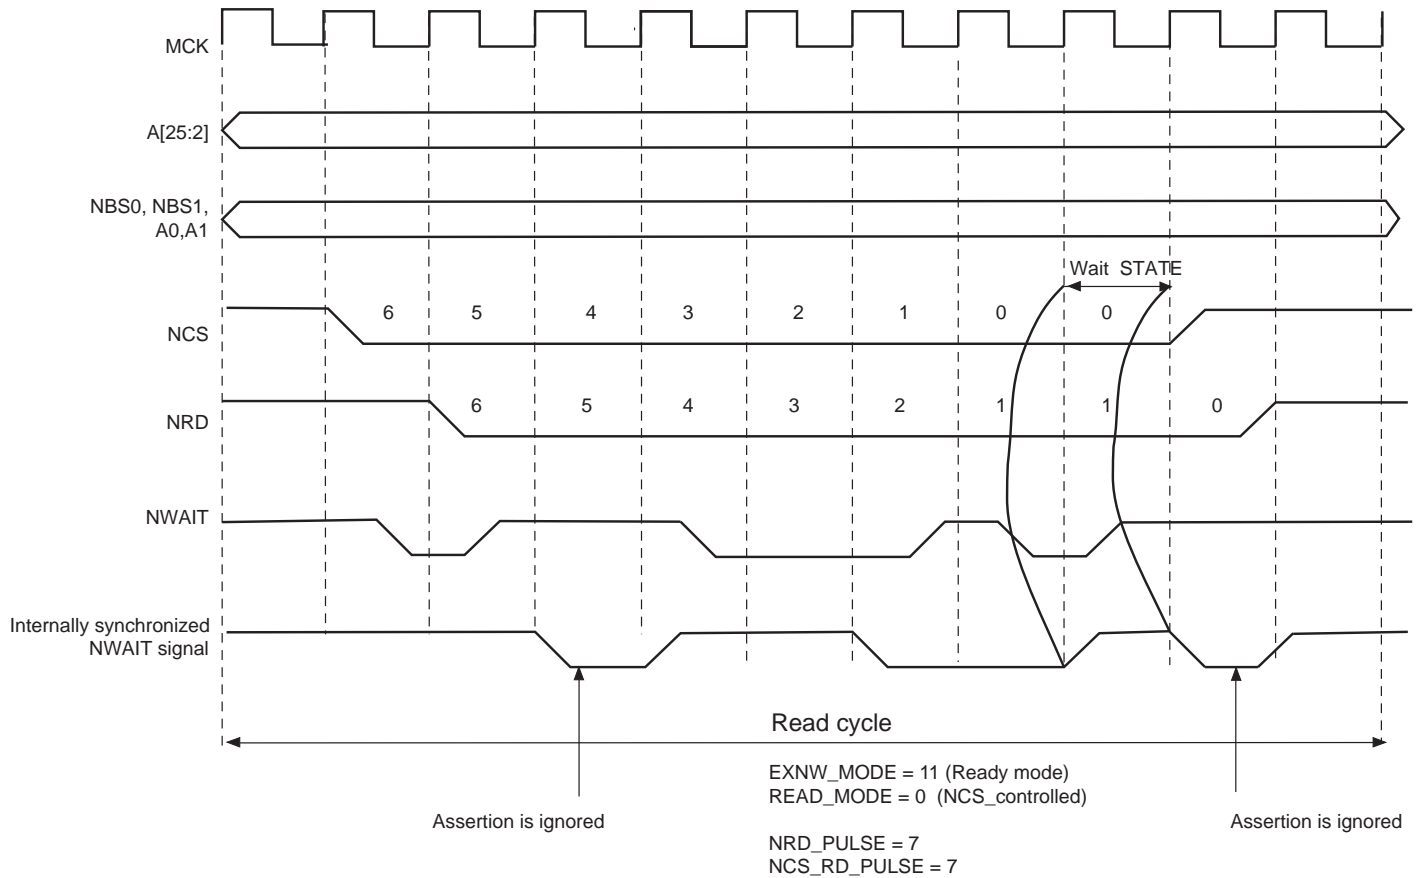 MCK
A[25:2]
NBS0, NBS1,
A0,A1
Wait STATE
NCS
6 5 4 3 2 1 0 0
NRD
6 5 4 3 2 1 1 0
NWAIT
Internally synchronized
NWAIT signal
Read cycle
EXNW_MODE = 11 (Ready mode)
READ_MODE = 0 (NCS_controlled)
Assertion is ignored
Assertion is ignored
NRD_PULSE = 7
NCS_RD_PULSE = 7